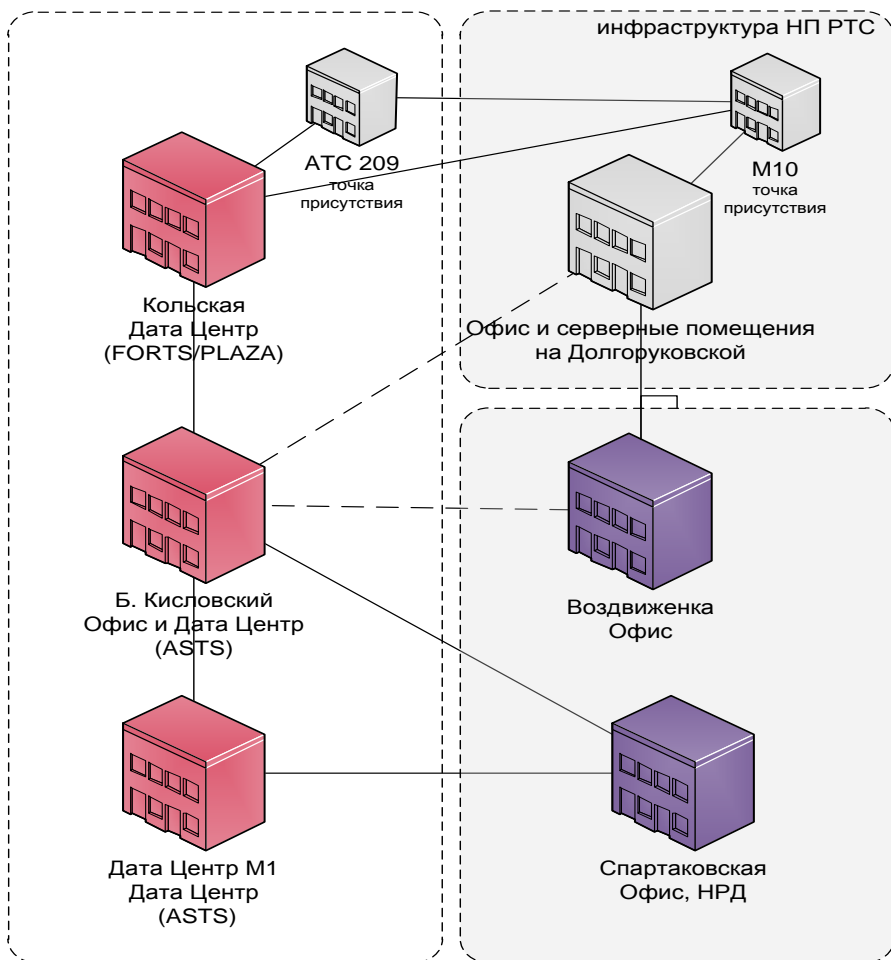 инфраструктура НП РТС
АТС 209
точка
присутствия
М10
точка
присутствия
Кольская
Дата Центр
(FORTS/PLAZA)
Офис и серверные помещения
на Долгоруковской
Б. Кисловский
Офис и Дата Центр
(ASTS)
Воздвиженка
Офис
Дата Центр М1
Дата Центр
(ASTS)
Спартаковская
Офис, НРД